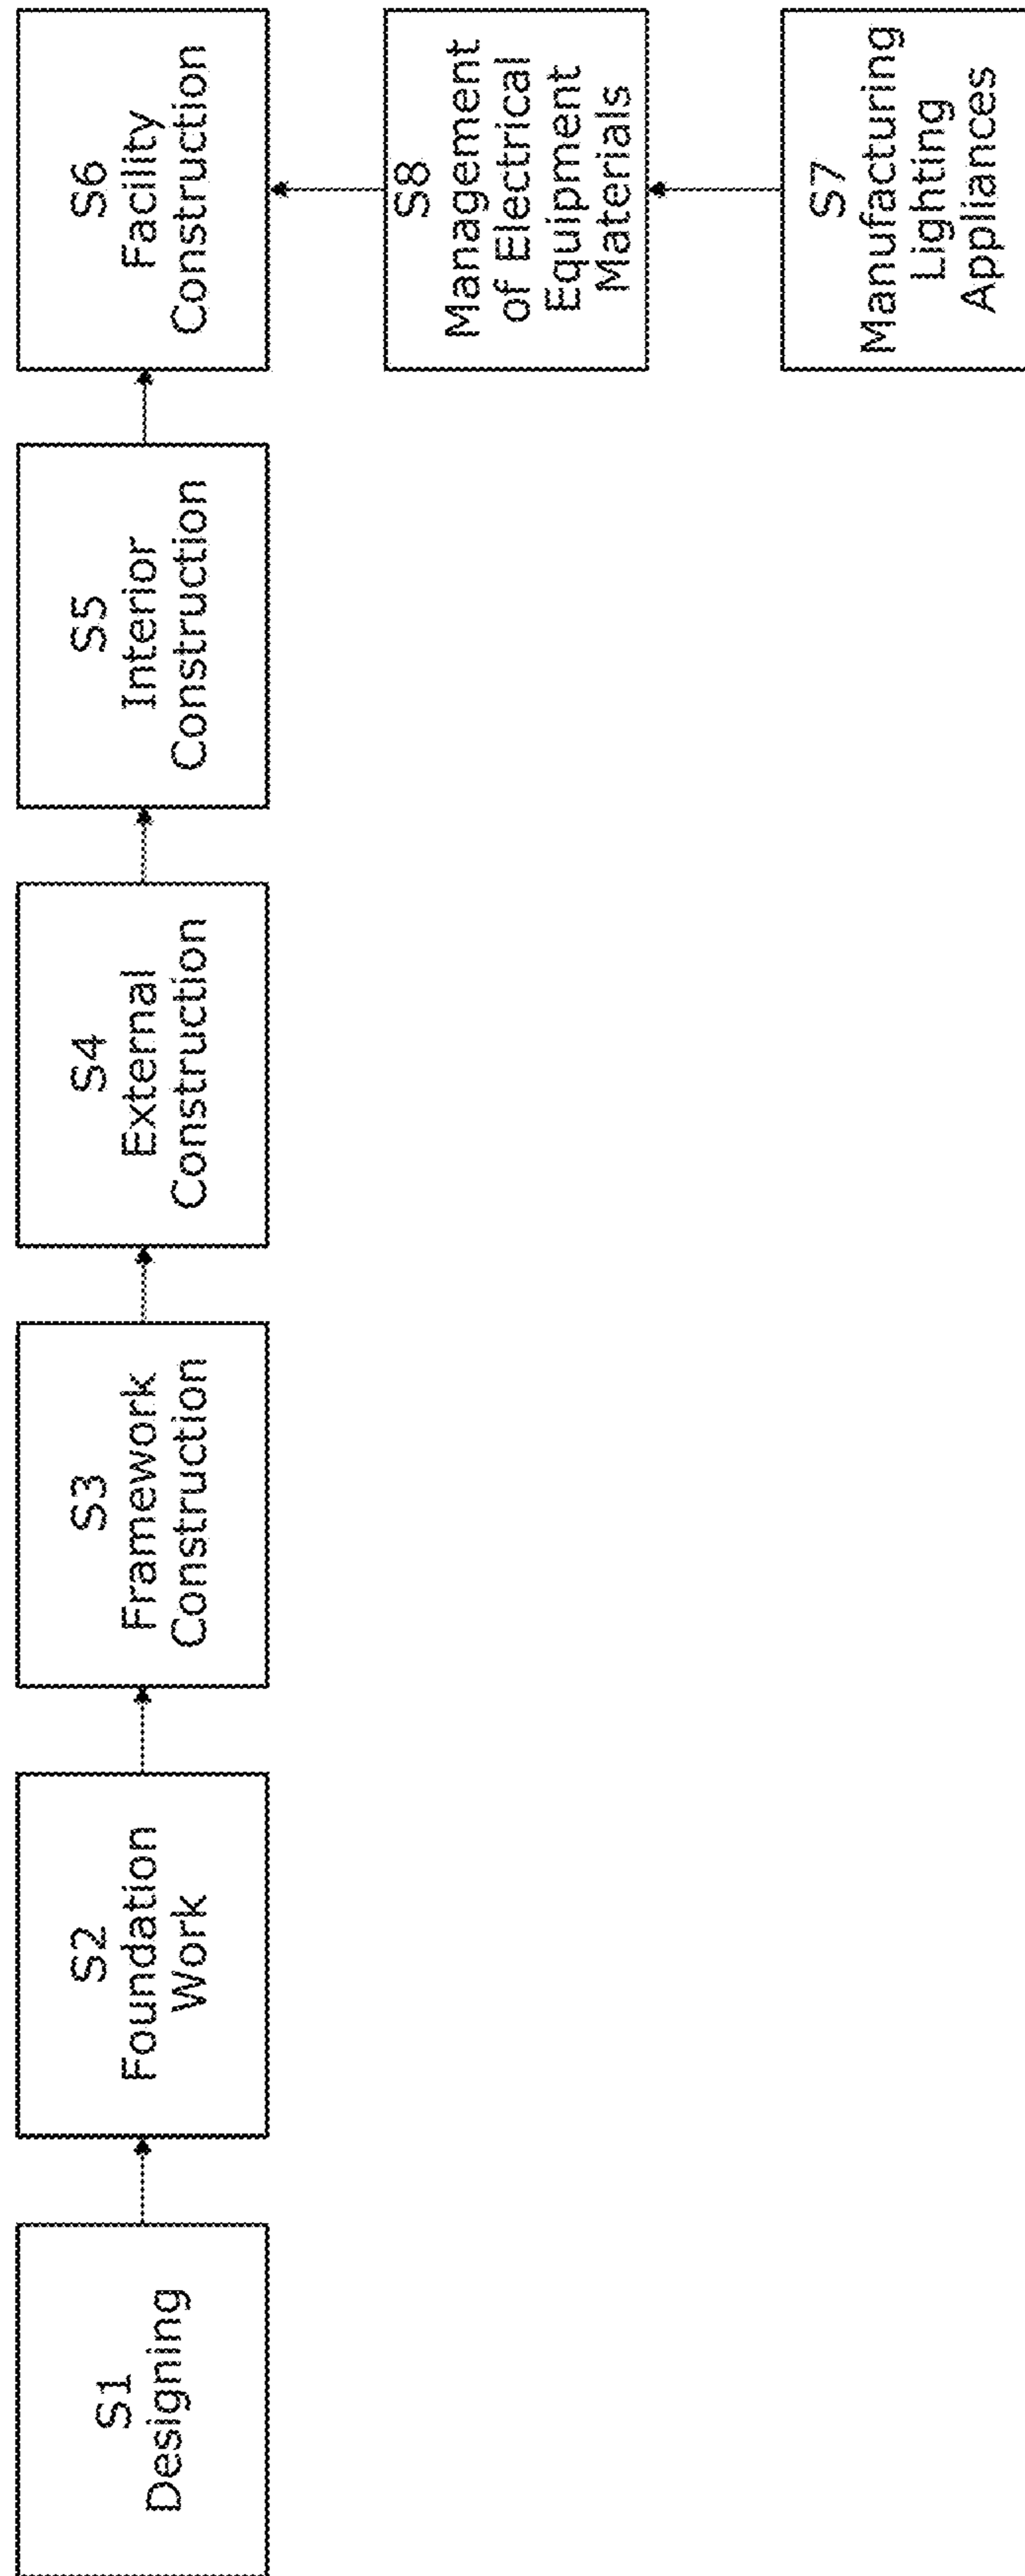 S1
Designing
S2
Foundation
Work
S3
Framework
Construction
S4
External
Construction
S5
Interior
Construction
S6
Facility
Construction
S8
Management
of Electrical
Equipment
Materials
S7
Manufacturing
Lighting
Appliances